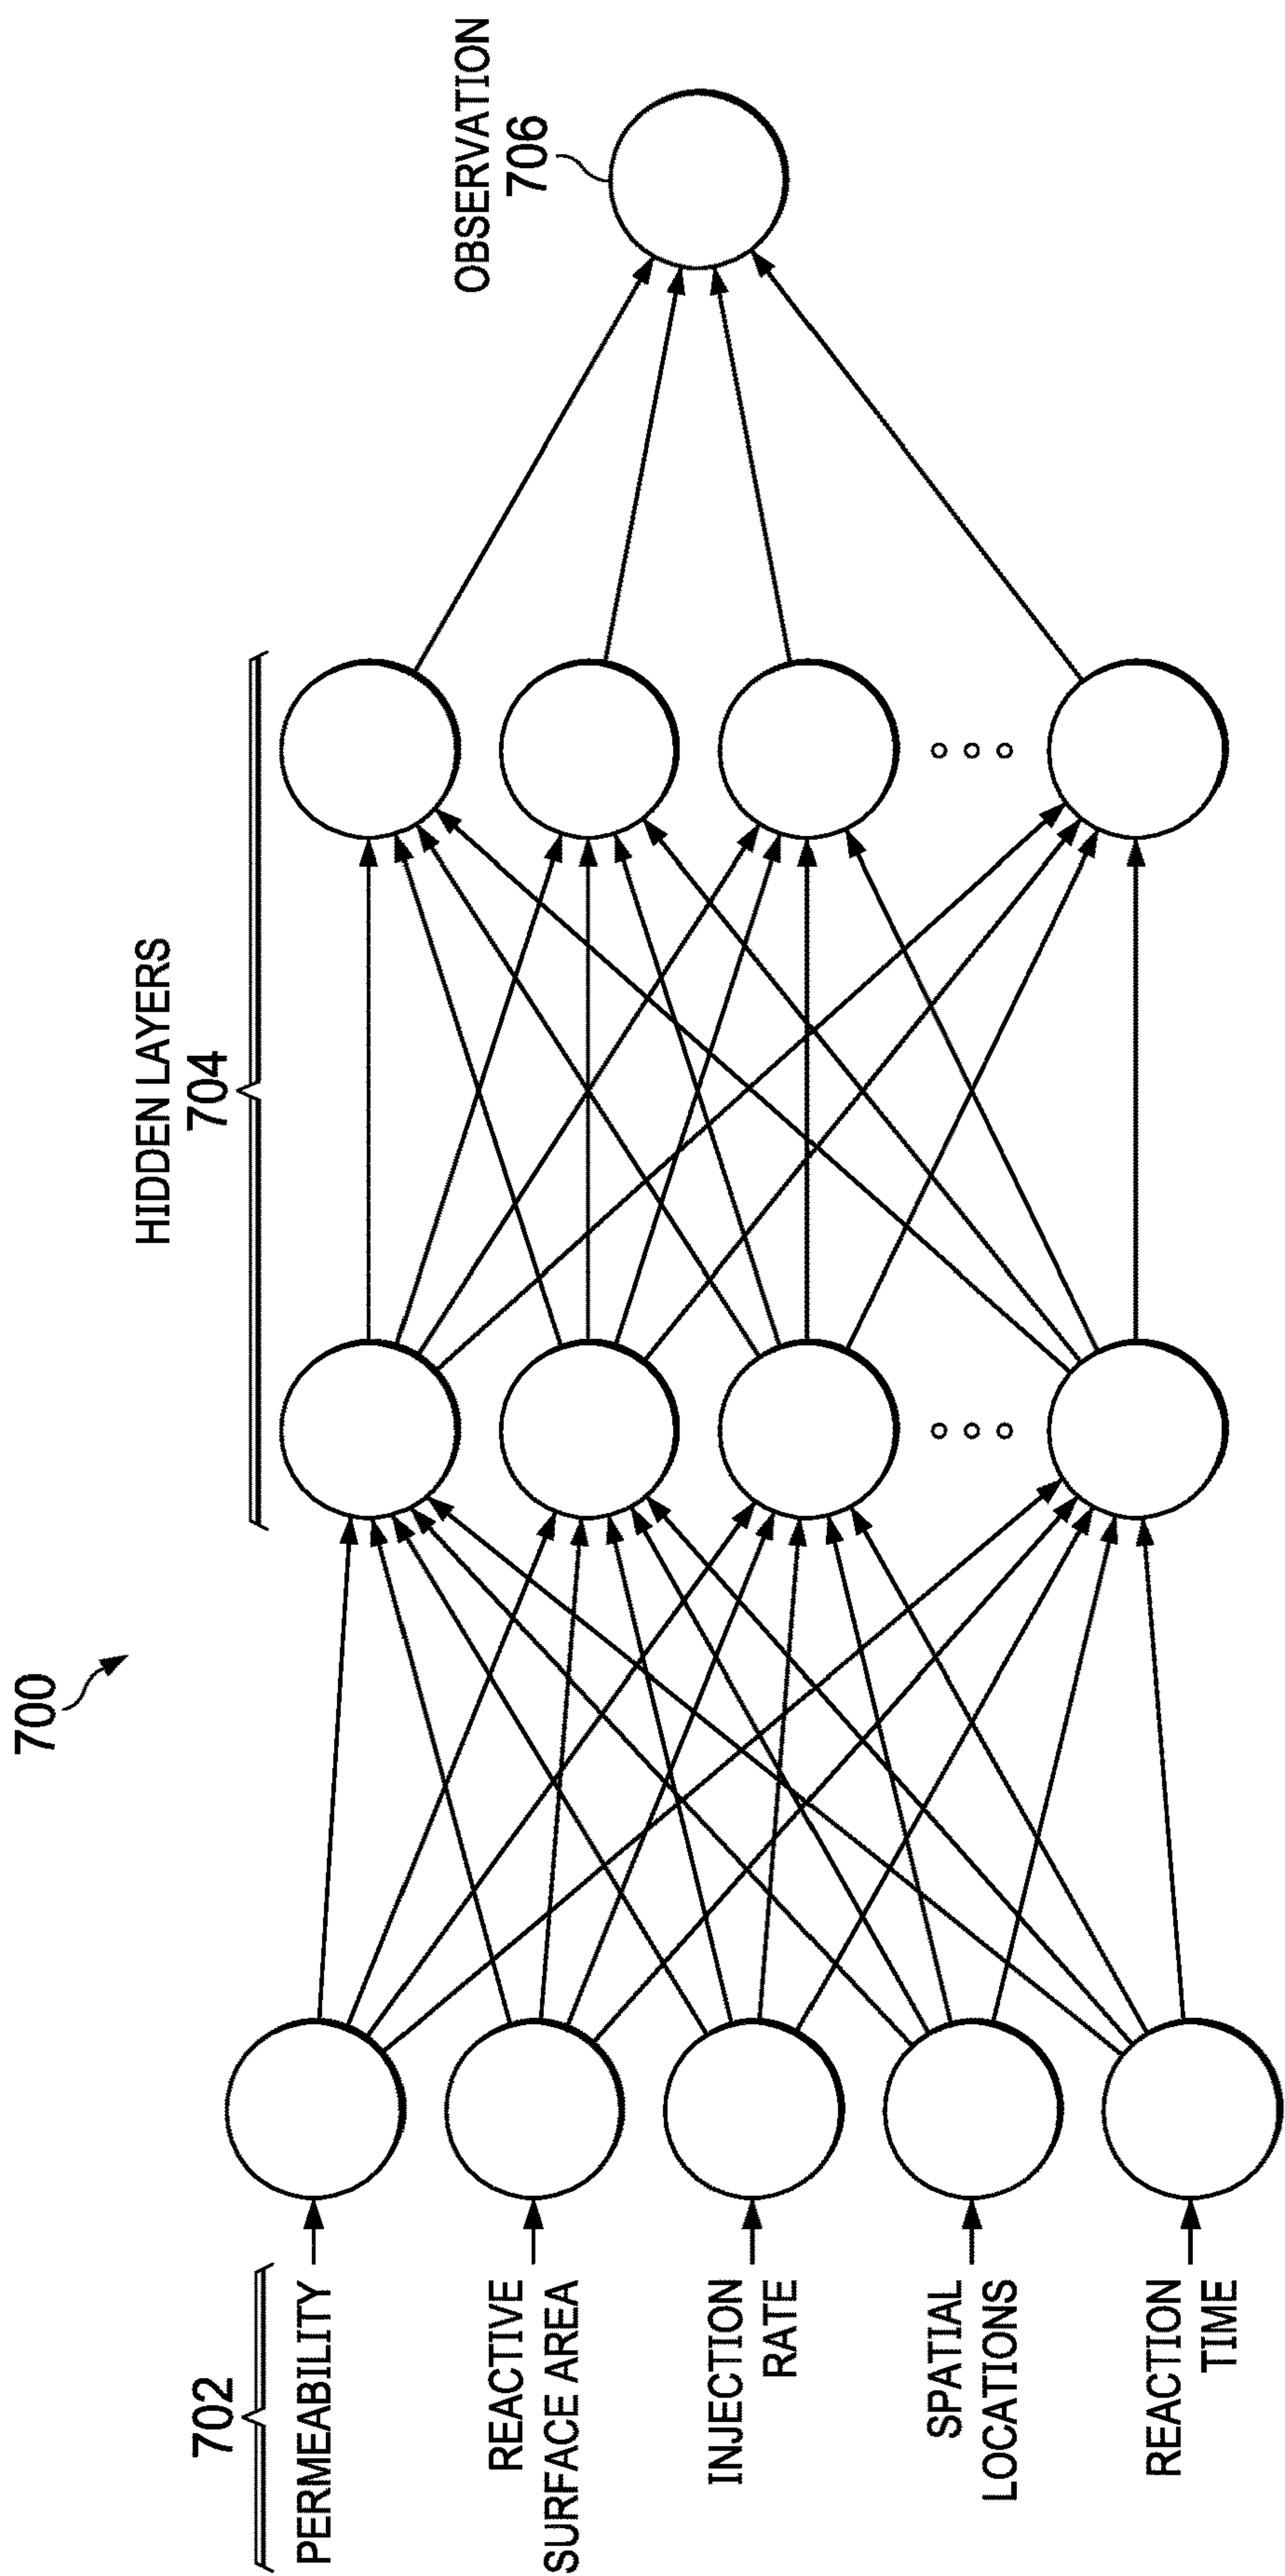 700
702
PERMEABILITY
REACTIVE
SURFACE AREA
INJECTION
RATE
SPATIAL
LOCATIONS
REACTION
TIME
HIDDEN LAYERS
704
OBSERVATION
706